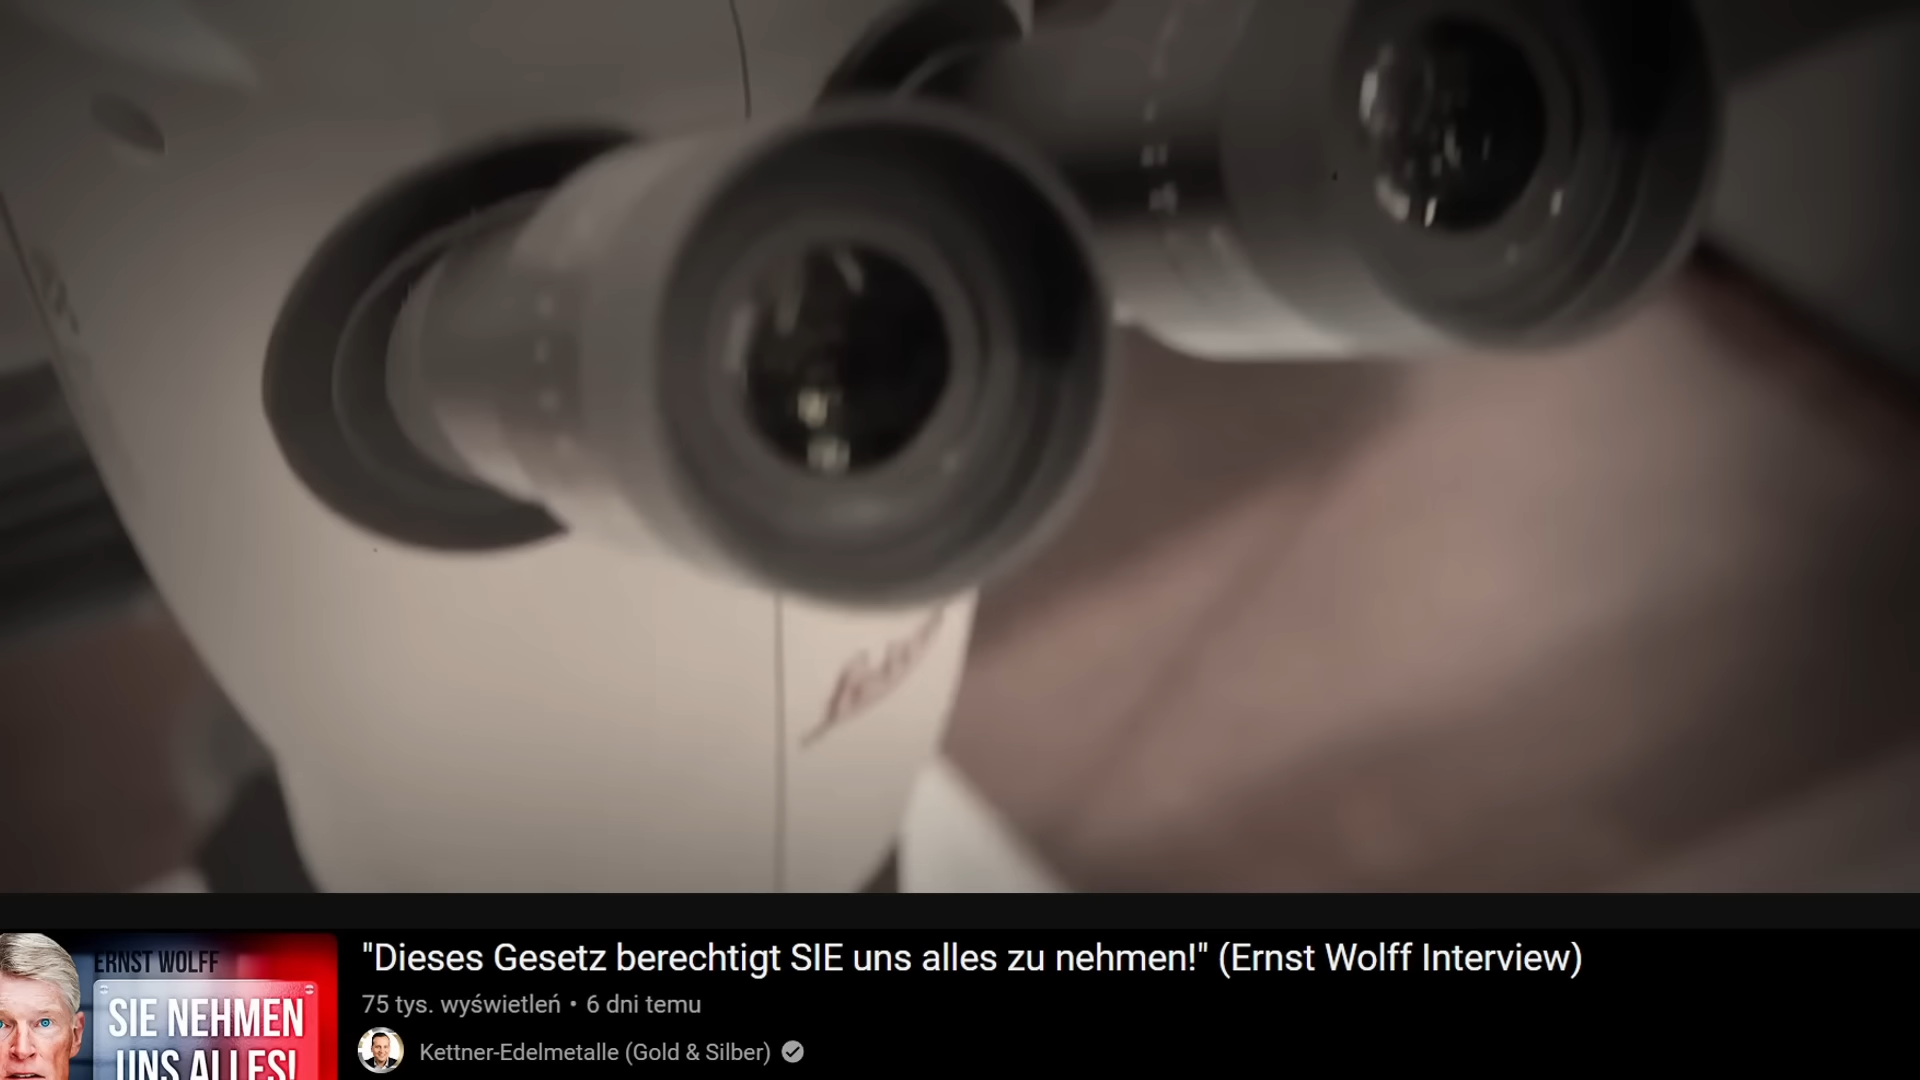 ERNST WOLFF
SIE NEHMEN
UNS ALLES!
"Dieses Gesetz berechtigt SIE uns alles zu nehmen!" (Ernst Wolff Interview)
75 tys. wyświetleń • 6 dni temu
Kettner-Edelmetalle (Gold & Silber)